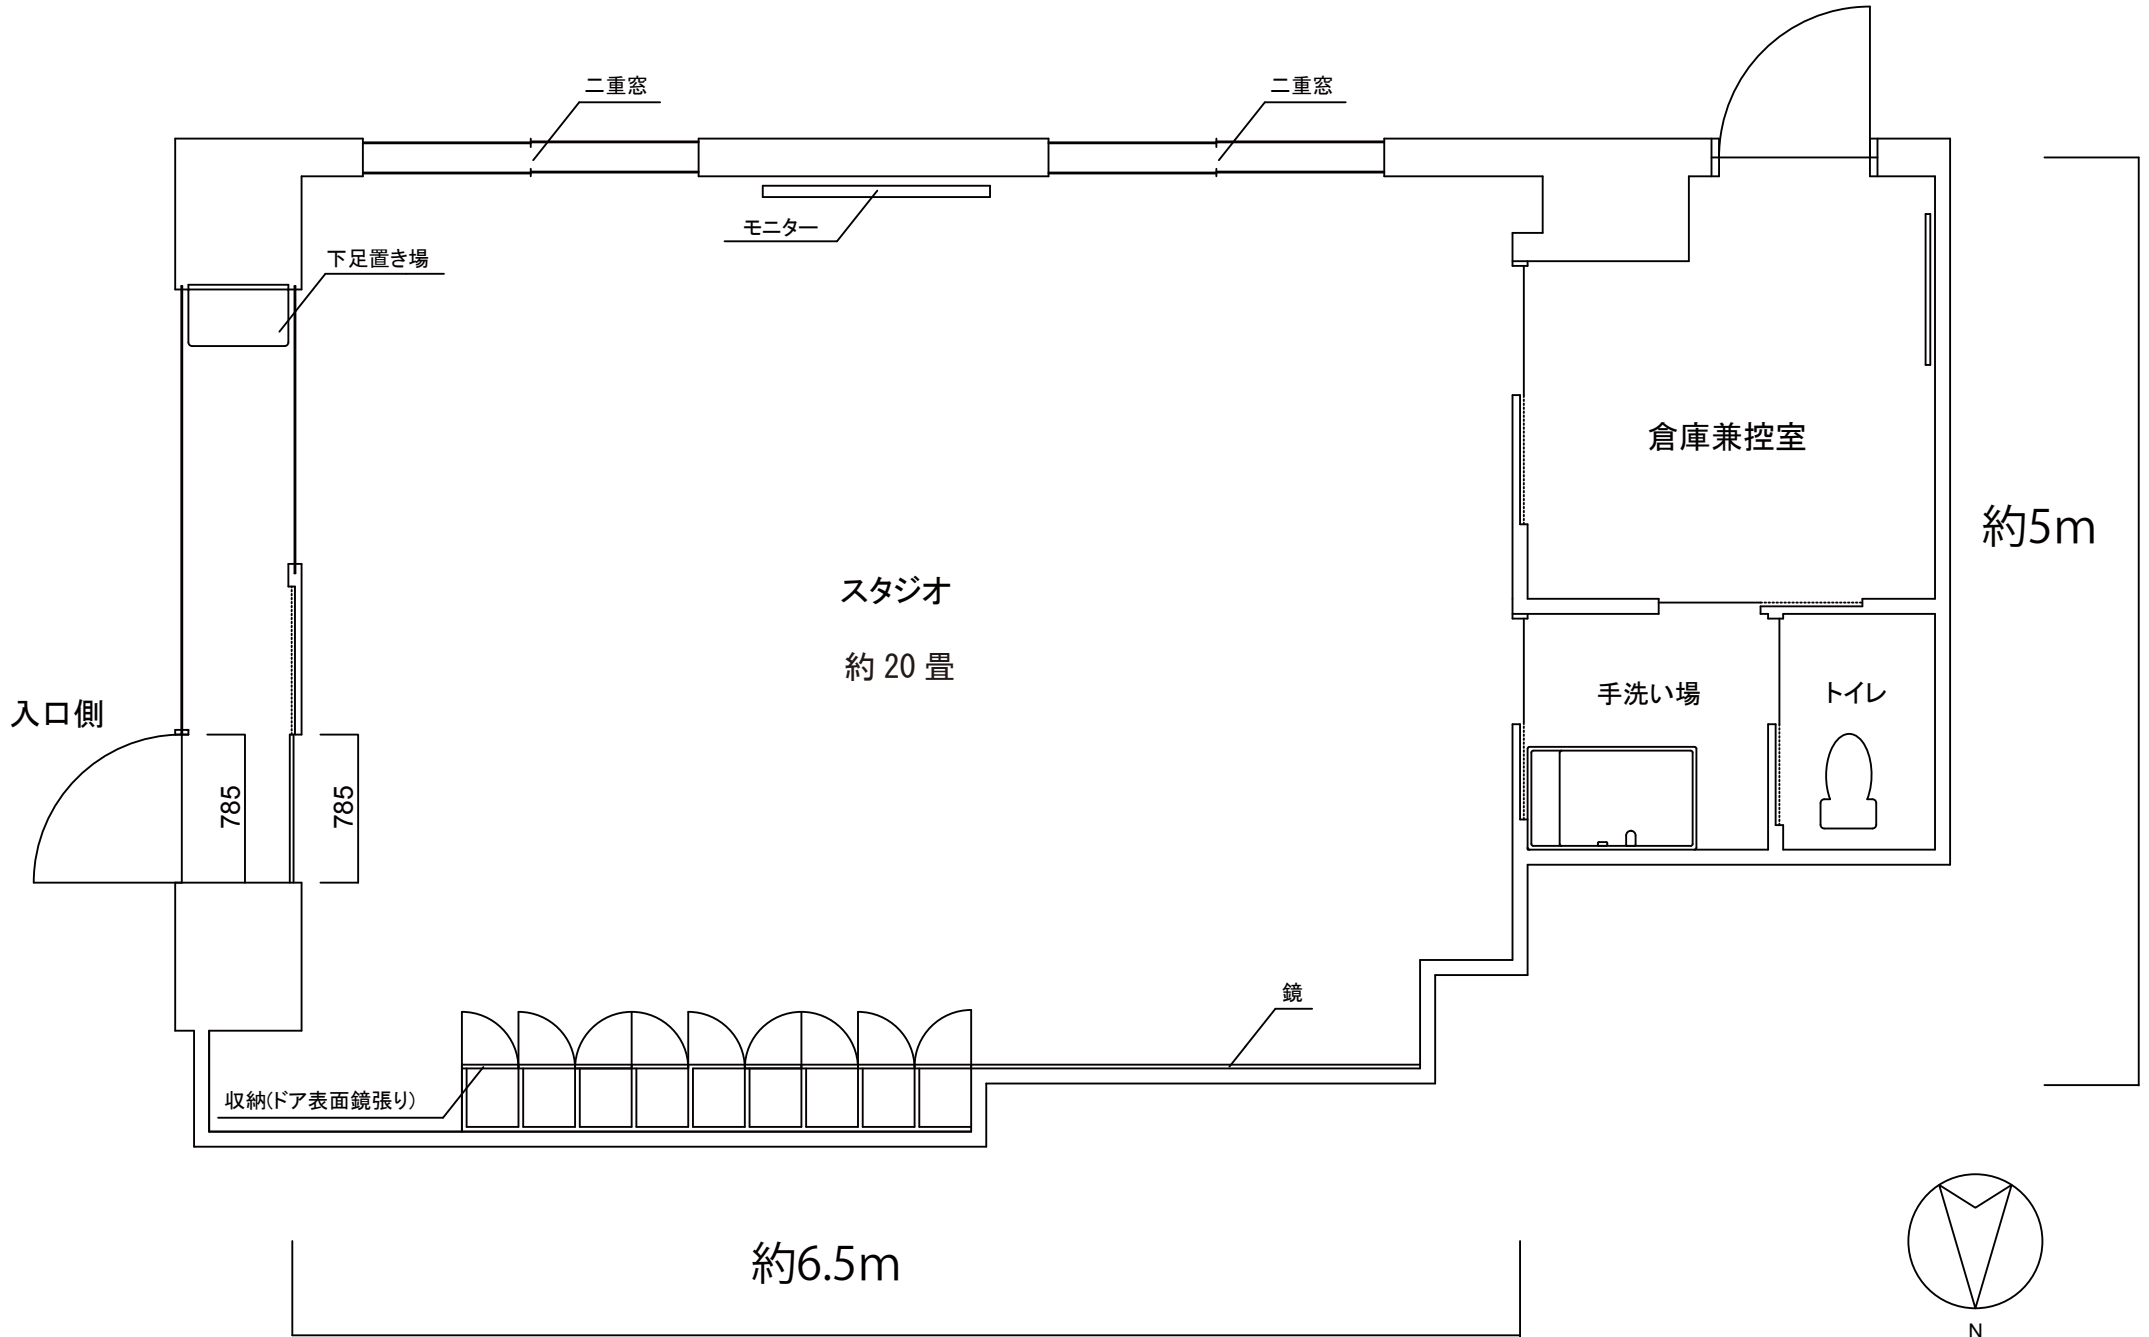 二重窓
二重窓
モニター
下足置き場
倉庫兼控室
約5m
スタジオ
約 20 畳
手洗い場
トイレ
入口側
785
785
鏡
収納(ドア表面鏡張り)
約6.5m
N